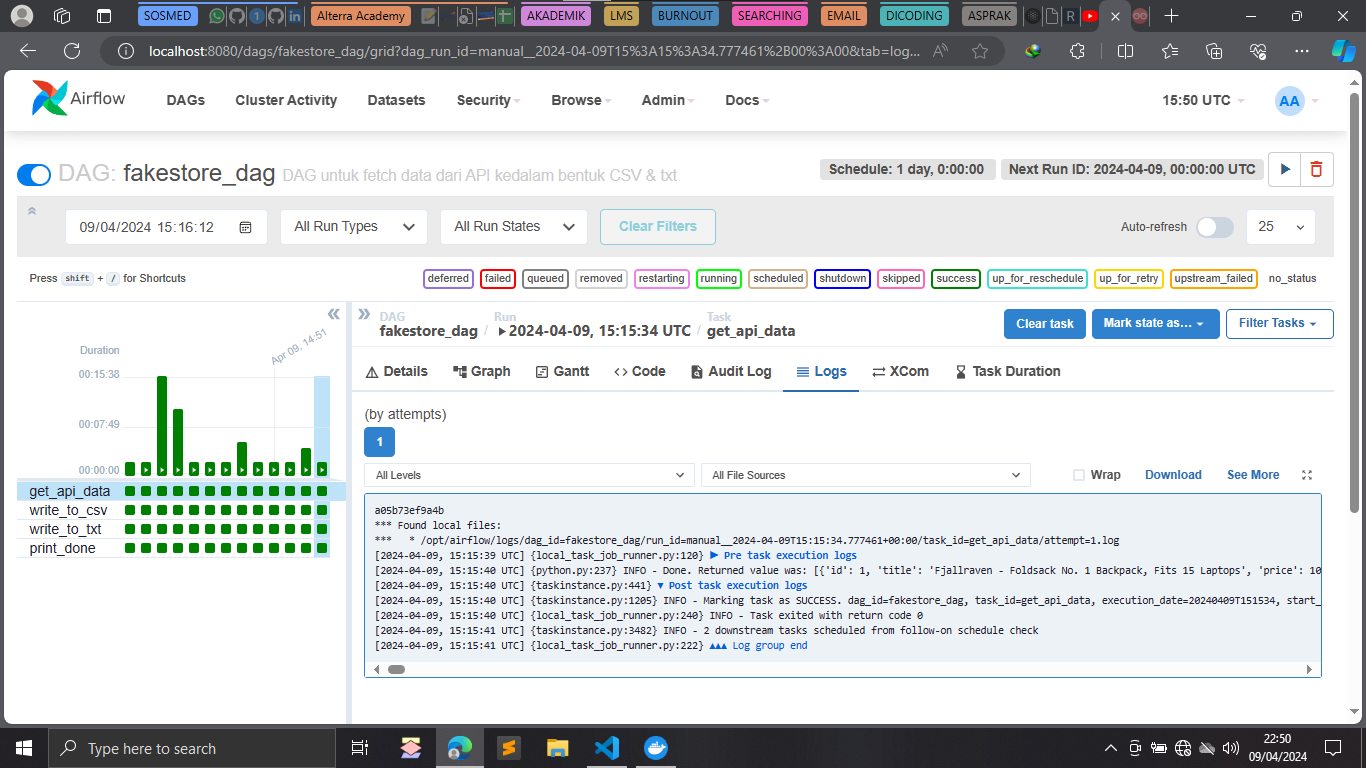 SOSMED
Alterra Academy
AKADEMIK
LMS
BURNOUT
SEARCHING
EMAIL
DICODING
ASPRAK
localhost:8080/dags/fakestore_dag/grid?dag_run_id=manual__2024-04-09T15%3A15%3A34.777461%2B00%3A00&tab=log...
Airflow
DAGs
Cluster Activity
Datasets
Security
Browse
Admin
Docs
15:50 UTC
AA
DAG: fakestore_dag DAG untuk fetch data dari API kedalam bentuk CSV & txt
Schedule: 1 day, 0:00:00
Next Run ID: 2024-04-09, 00:00:00 UTC
09/04/2024 15:16:12
All Run Types
All Run States
Clear Filters
Auto-refresh
25
Press shift + / for Shortcuts
deferred
failed
queued
removed
restarting
running
scheduled
shutdown
skipped
success
up_for_reschedule
up_for_retry
upstream_failed
no_status
Duration
Apr 09, 14:51
00:15:38
00:07:49
00:00:00
get_api_data
write_to_csv
write_to_txt
print_done
DAG
fakestore_dag /
Run
2024-04-09, 15:15:34 UTC /
Task
get_api_data
Clear task
Mark state as...
Filter Tasks
Details
Graph
Gantt
Code
Audit Log
Logs
XCom
Task Duration
(by attempts)
1
All Levels
All File Sources
Wrap
Download
See More
a05b73ef9a4b
*** Found local files:
***   * /opt/airflow/logs/dag_id=fakestore_dag/run_id=manual__2024-04-09T15:15:34.777461+00:00/task_id=get_api_data/attempt=1.log
[2024-04-09, 15:15:39 UTC] {local_task_job_runner.py:120} ▶ Pre task execution logs
[2024-04-09, 15:15:40 UTC] {python.py:237} INFO - Done. Returned value was: [{'id': 1, 'title': 'Fjallraven - Foldsack No. 1 Backpack, Fits 15 Laptops', 'price': 10
[2024-04-09, 15:15:40 UTC] {taskinstance.py:441} ▼ Post task execution logs
[2024-04-09, 15:15:40 UTC] {taskinstance.py:1205} INFO - Marking task as SUCCESS. dag_id=fakestore_dag, task_id=get_api_data, execution_date=20240409T151534, start_
[2024-04-09, 15:15:40 UTC] {local_task_job_runner.py:240} INFO - Task exited with return code 0
[2024-04-09, 15:15:41 UTC] {taskinstance.py:3482} INFO - 2 downstream tasks scheduled from follow-on schedule check
[2024-04-09, 15:15:41 UTC] {local_task_job_runner.py:222} ▲▲▲ Log group end
Type here to search
22:50
09/04/2024